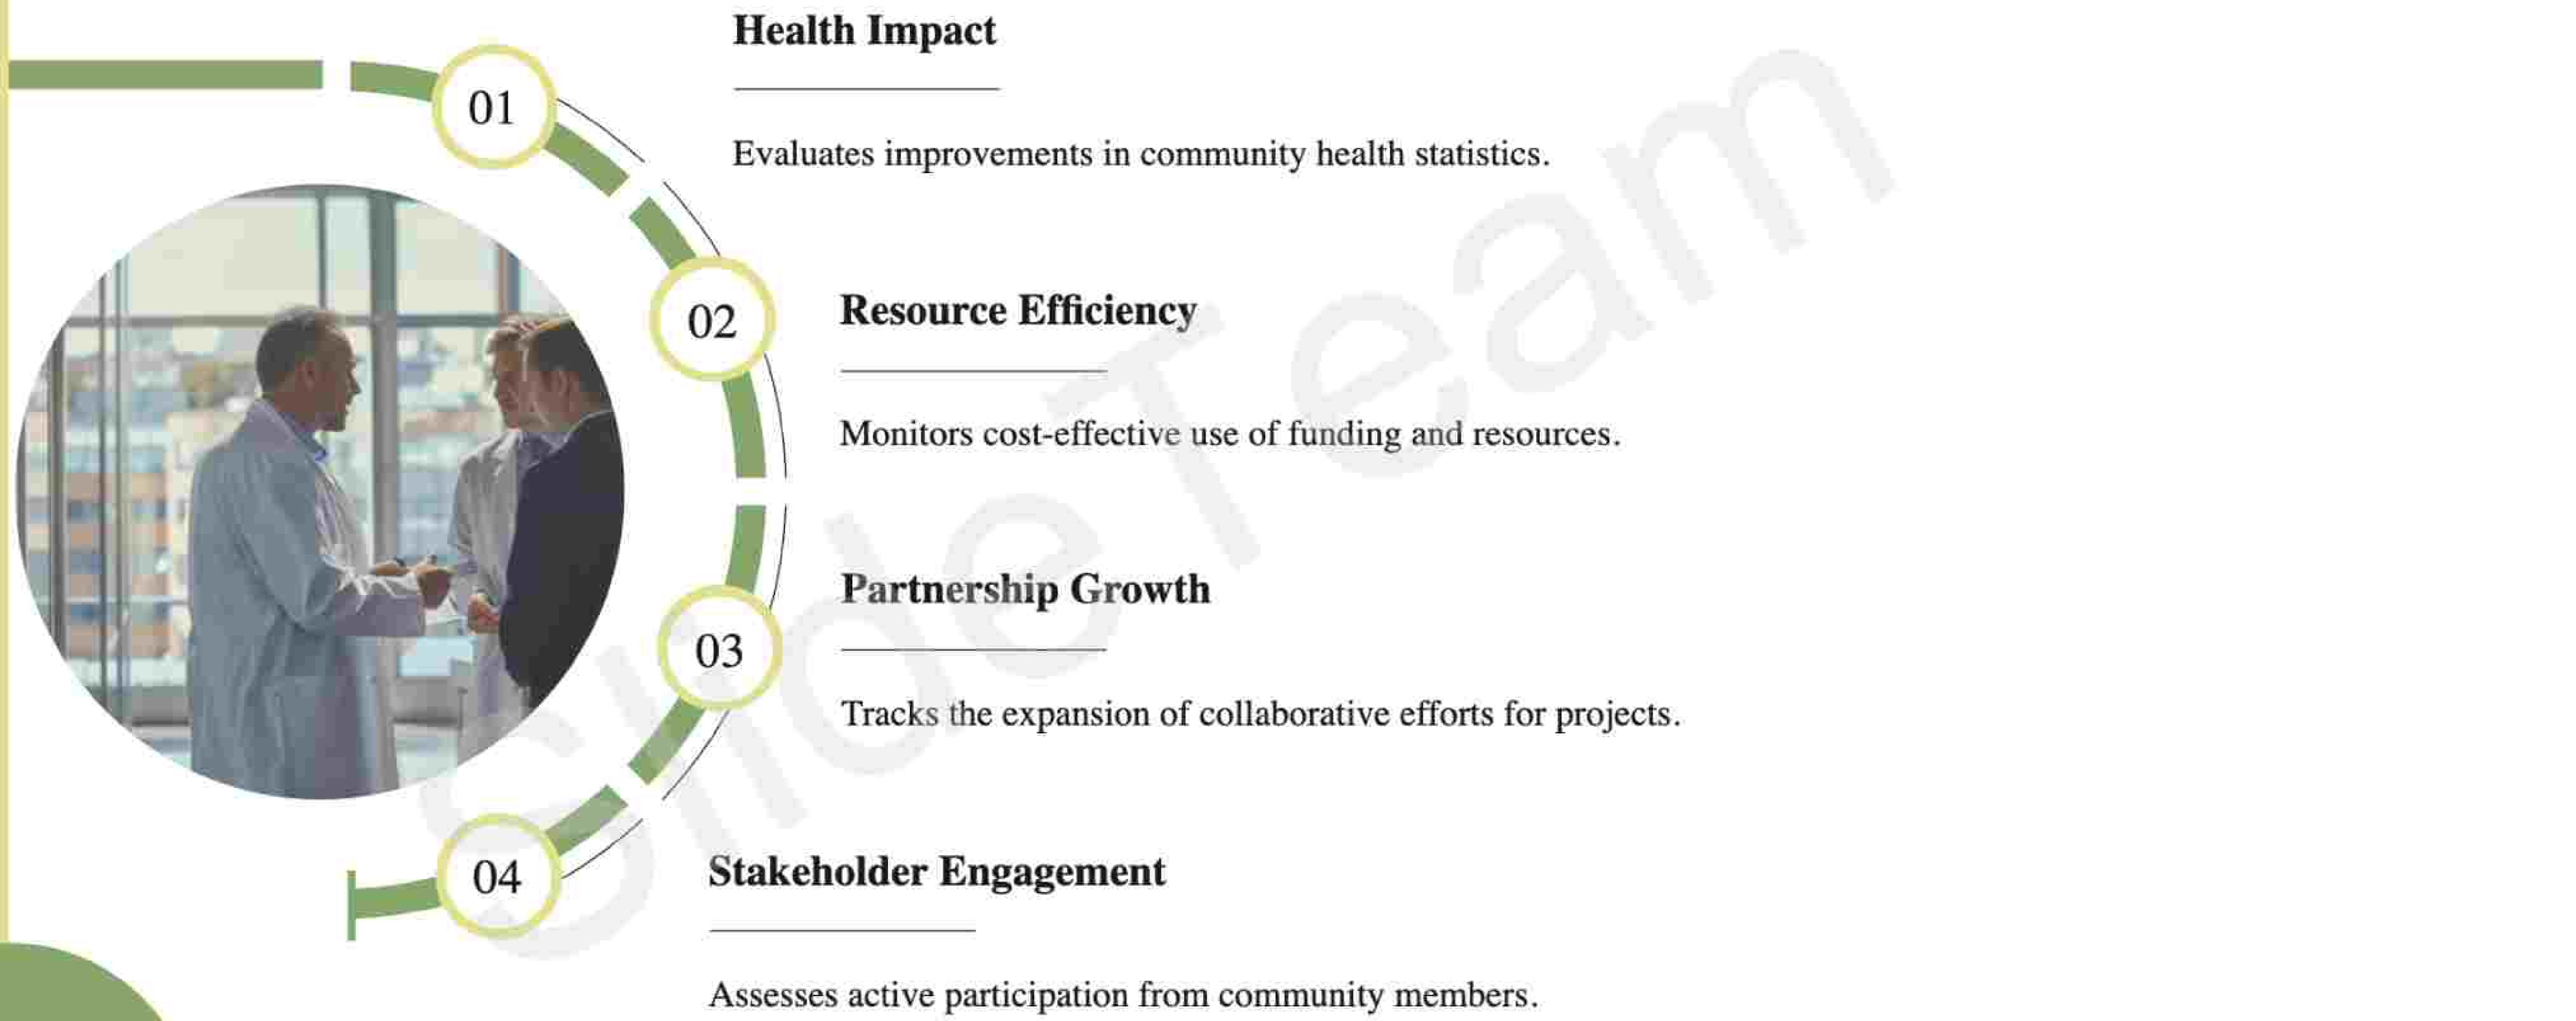 Health Impact
01
Evaluates improvements in community health statistics.
02
Resource Efficiency
Monitors cost-effective use of funding and resources.
Partnership Growth
03
Tracks the expansion of collaborative efforts for projects.
04
Stakeholder Engagement
Assesses active participation from community members.
SlideTeam